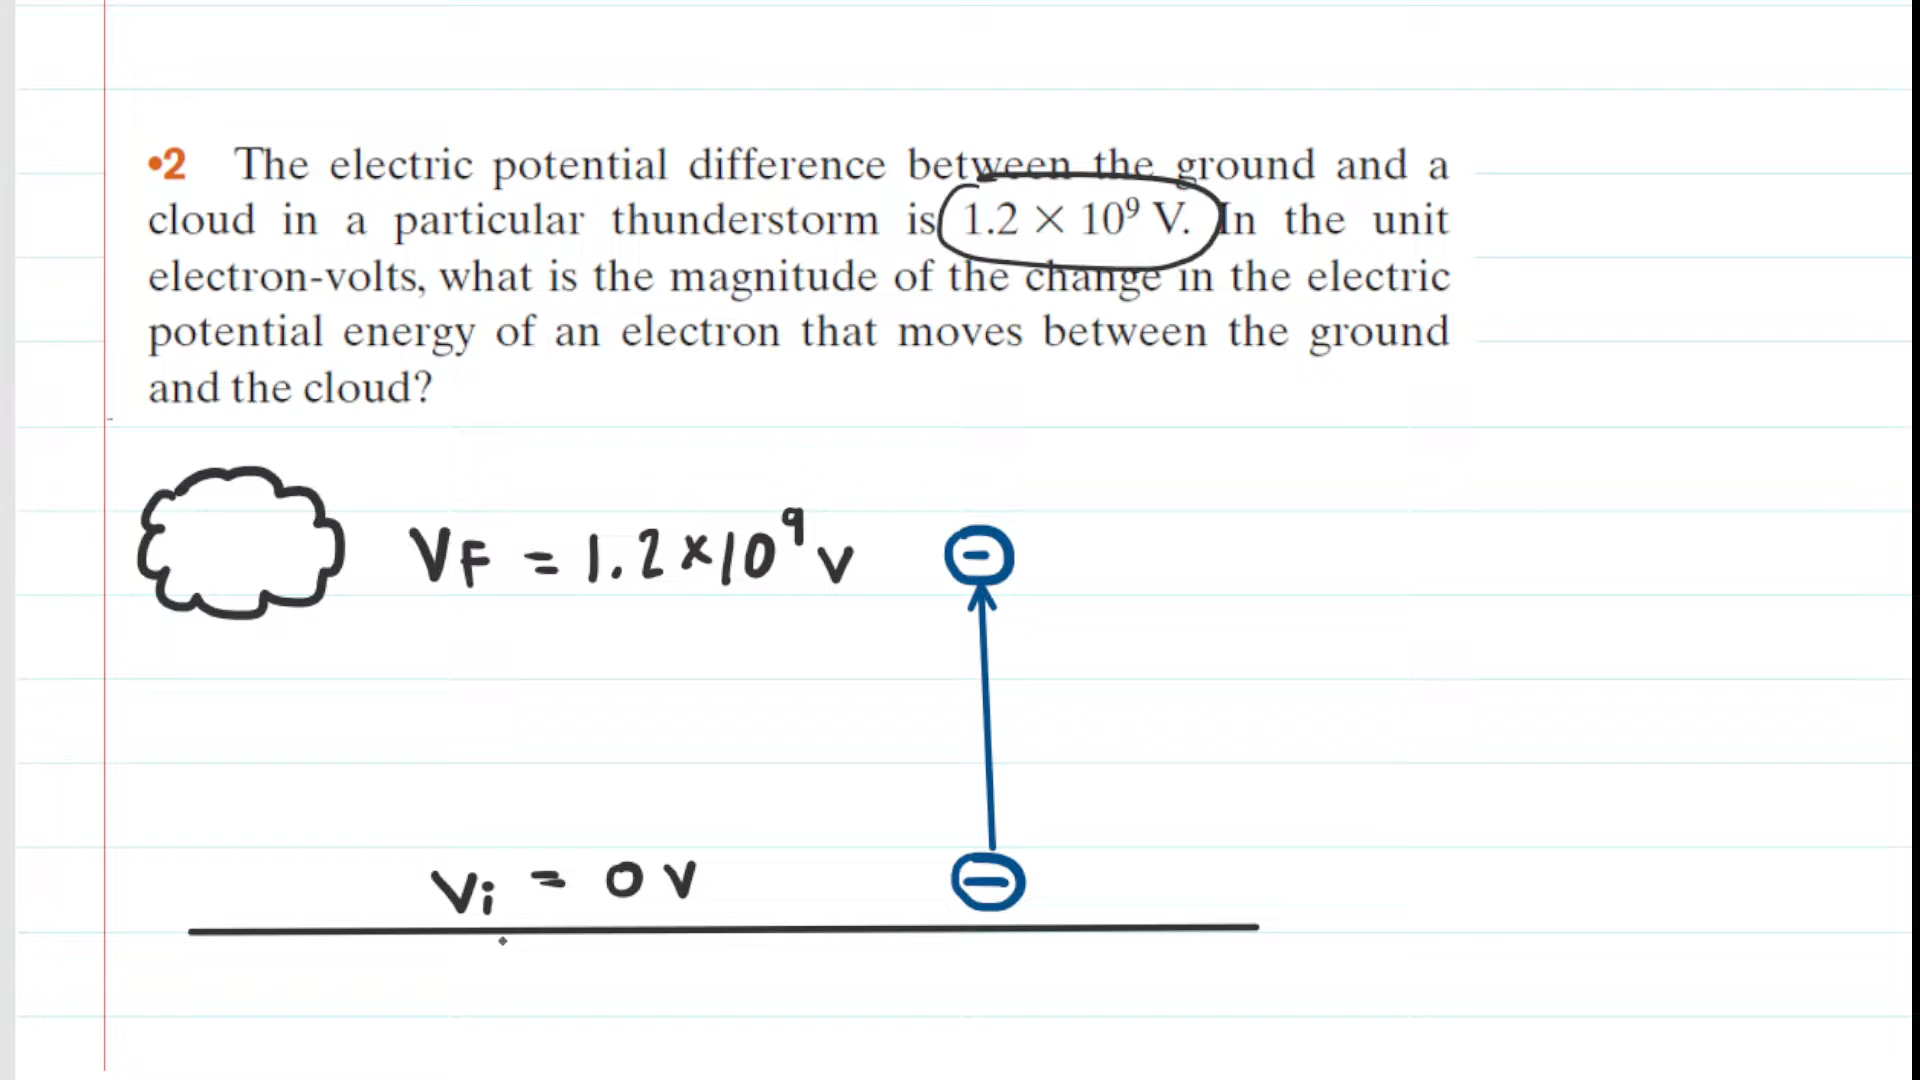 •2 The electric potential difference between the ground and a
cloud in a particular thunderstorm is 1.2 × 10⁹ V. In the unit
electron-volts, what is the magnitude of the change in the electric
potential energy of an electron that moves between the ground
and the cloud?
VF = 1.2×10⁹ V
−
Vi = 0 V
−